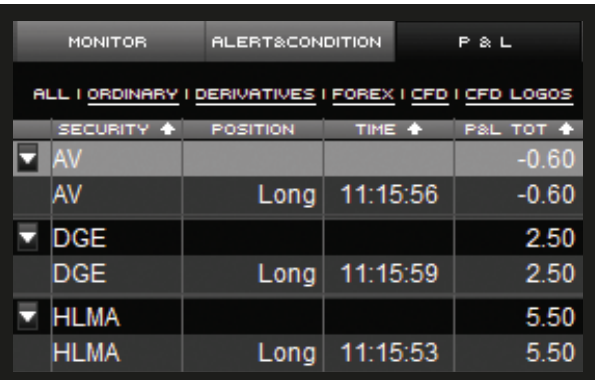 MONITOR ALERT&CONDITION P & L
ALL | ORDINARY | DERIVATIVES | FOREX | CFD | CFD LOGOS
SECURITY POSITION TIME P&L TOT
AV -0.60
AV Long 11:15:56 -0.60
DGE 2.50
DGE Long 11:15:59 2.50
HLMA 5.50
HLMA Long 11:15:53 5.50